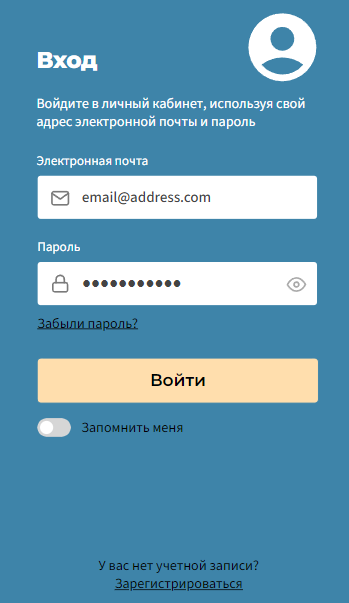 Вход
Войдите в личный кабинет, используя свой
адрес электронной почты и пароль
Электронная почта
email@address.com
Пароль
●●●●●●●●●●●
Забыли пароль?
Войти
Запомнить меня
У вас нет учетной записи?
Зарегистрироваться